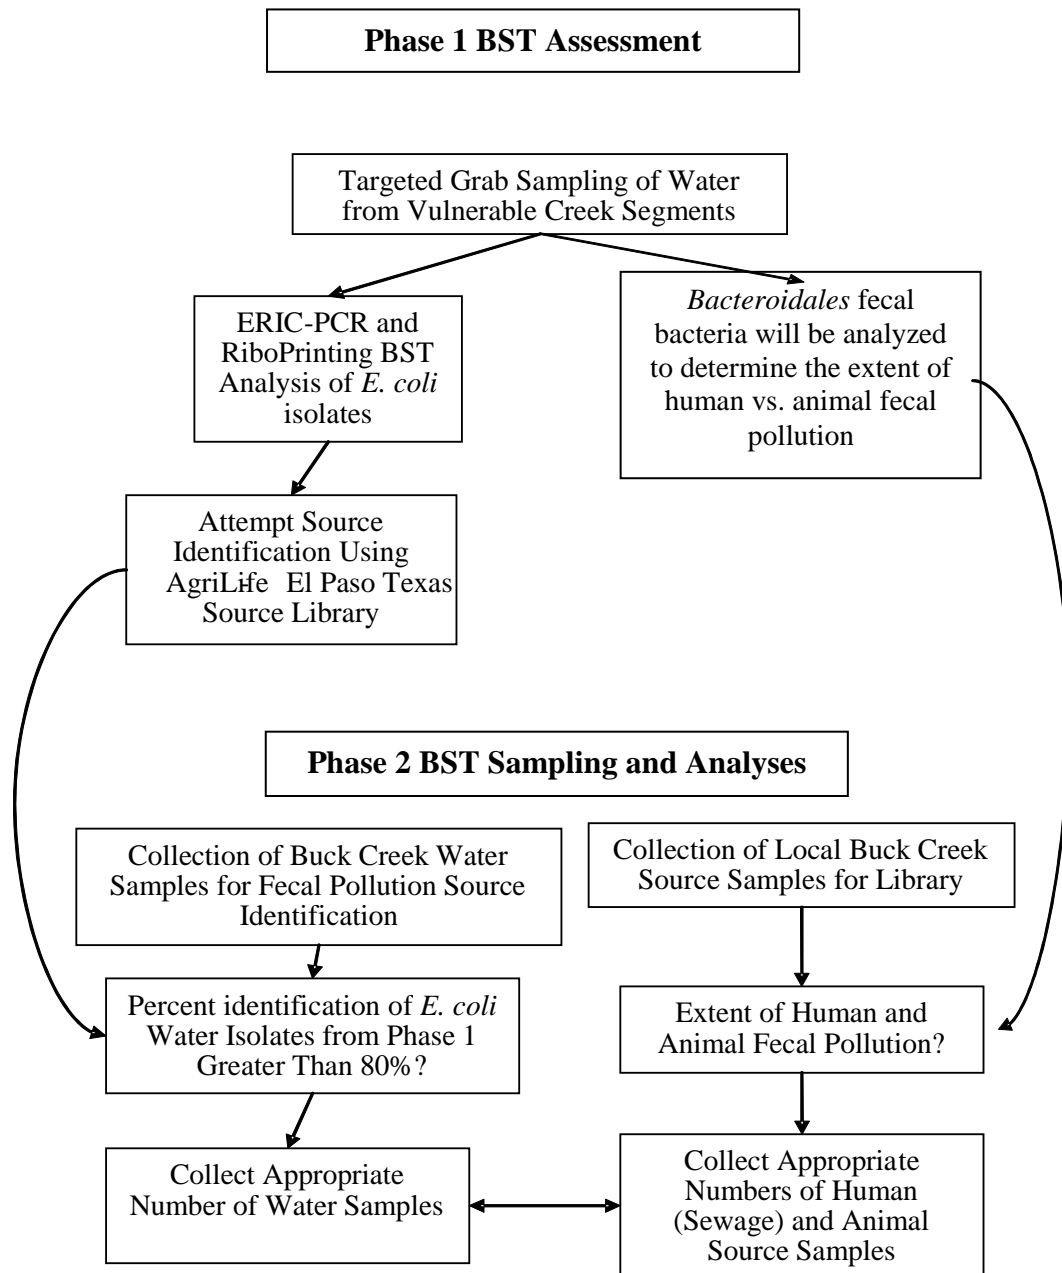 Phase 1 BST Assessment
Targeted Grab Sampling of Water
from Vulnerable Creek Segments
ERIC-PCR and
RiboPrinting BST
Analysis of E. coli
isolates
Bacteroidales fecal
bacteria will be analyzed
to determine the extent of
human vs. animal fecal
pollution
Attempt Source
Identification Using
AgriLife El Paso Texas
Source Library
Phase 2 BST Sampling and Analyses
Collection of Buck Creek Water
Samples for Fecal Pollution Source
Identification
Collection of Local Buck Creek
Source Samples for Library
Percent identification of E. coli
Water Isolates from Phase 1
Greater Than 80%?
Extent of Human and
Animal Fecal Pollution?
Collect Appropriate
Number of Water Samples
Collect Appropriate
Numbers of Human
(Sewage) and Animal
Source Samples